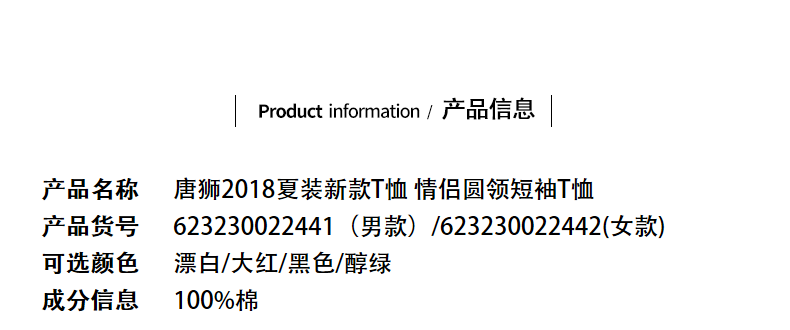 Product information / 产品信息
产品名称 唐狮2018夏装新款T恤 情侣圆领短袖T恤
产品货号 623230022441（男款）/623230022442(女款)
可选颜色 漂白/大红/黑色/醇绿
成分信息 100%棉